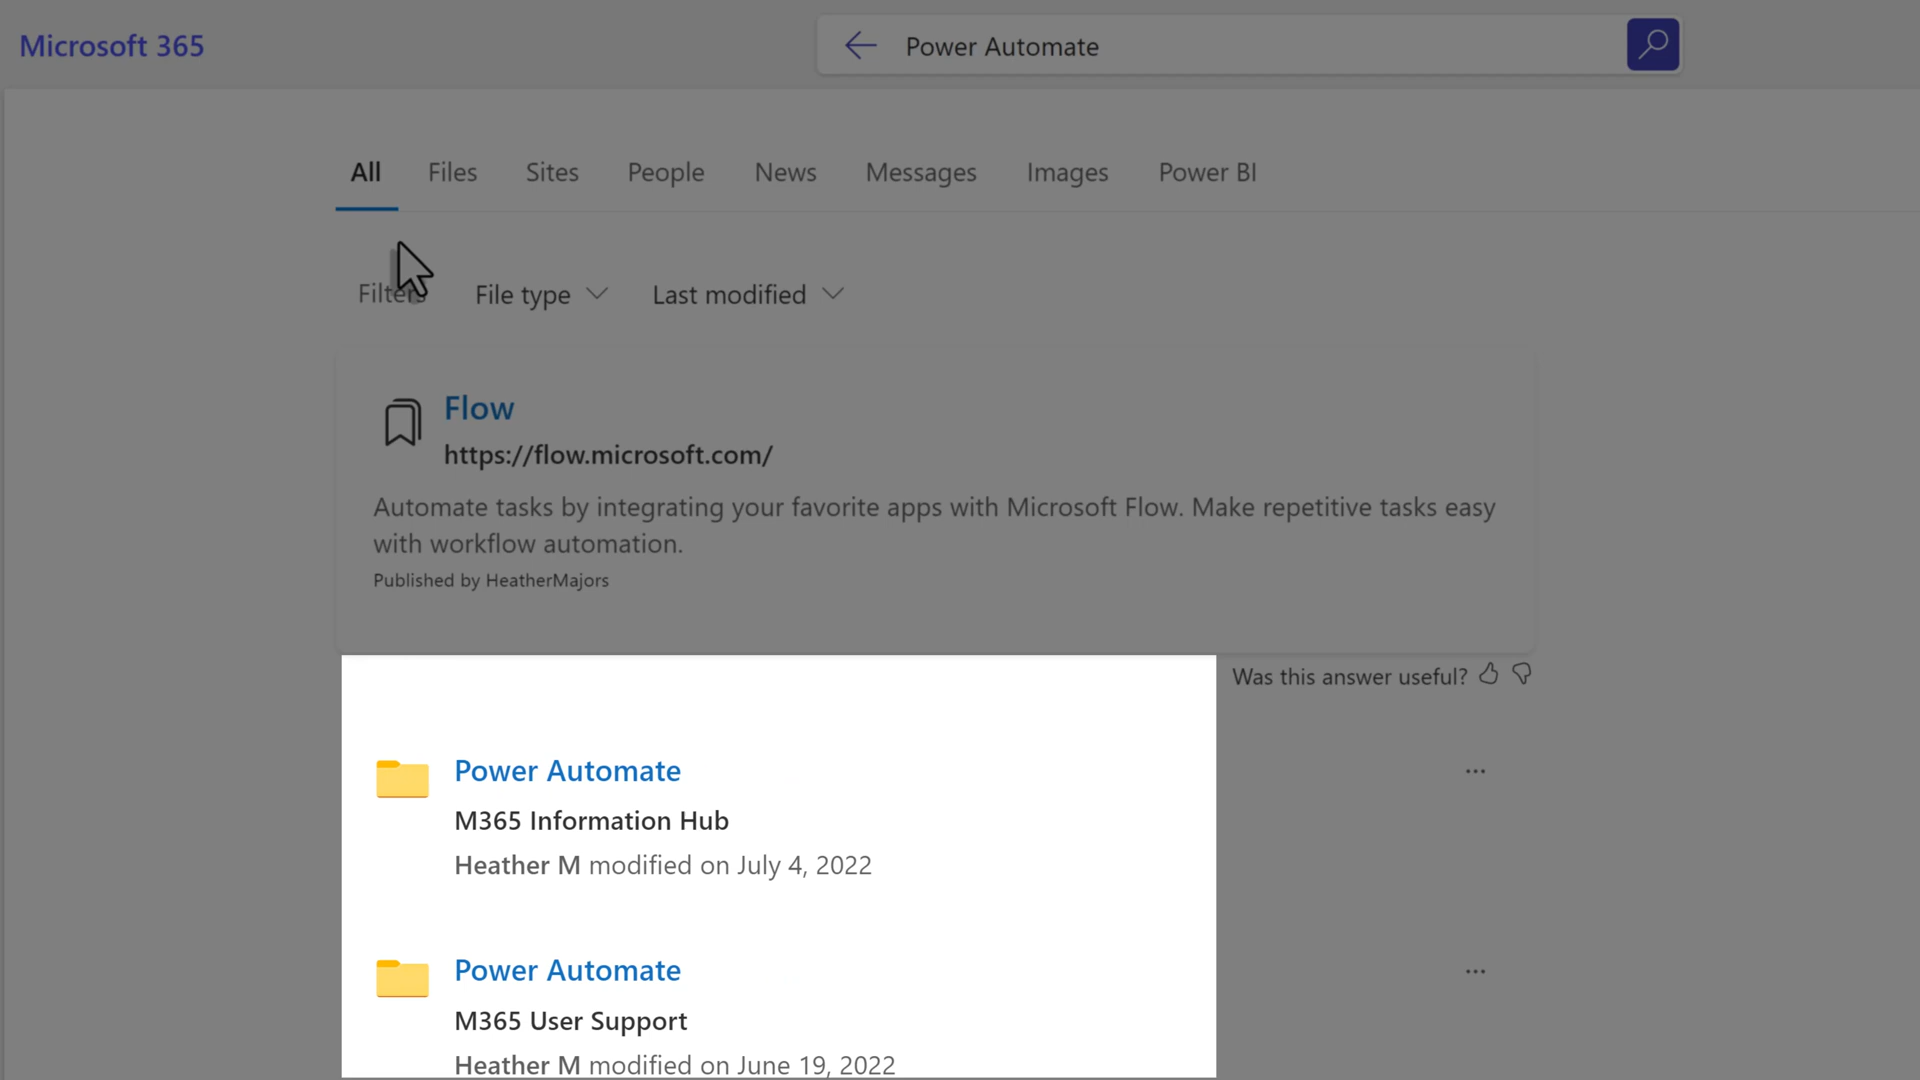 Microsoft 365
Power Automate
All Files Sites People News Messages Images Power BI
Filters File type Last modified
Flow
https://flow.microsoft.com/
Automate tasks by integrating your favorite apps with Microsoft Flow. Make repetitive tasks easy
with workflow automation.
Published by HeatherMajors
Was this answer useful?
Power Automate
M365 Information Hub
Heather M modified on July 4, 2022
Power Automate
M365 User Support
Heather M modified on June 19, 2022